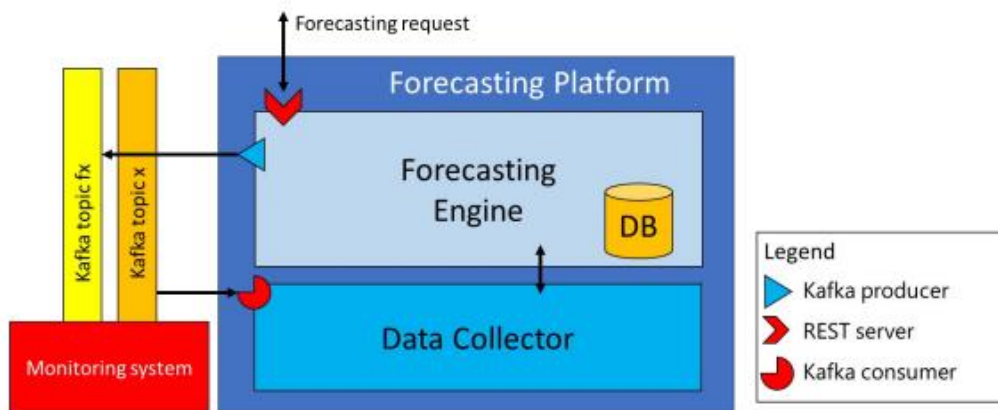 Forecasting request
Forecasting Platform
Kafka topic fx
Kafka topic x
Forecasting
Engine
DB
Data Collector
Monitoring system
Legend
Kafka producer
REST server
Kafka consumer